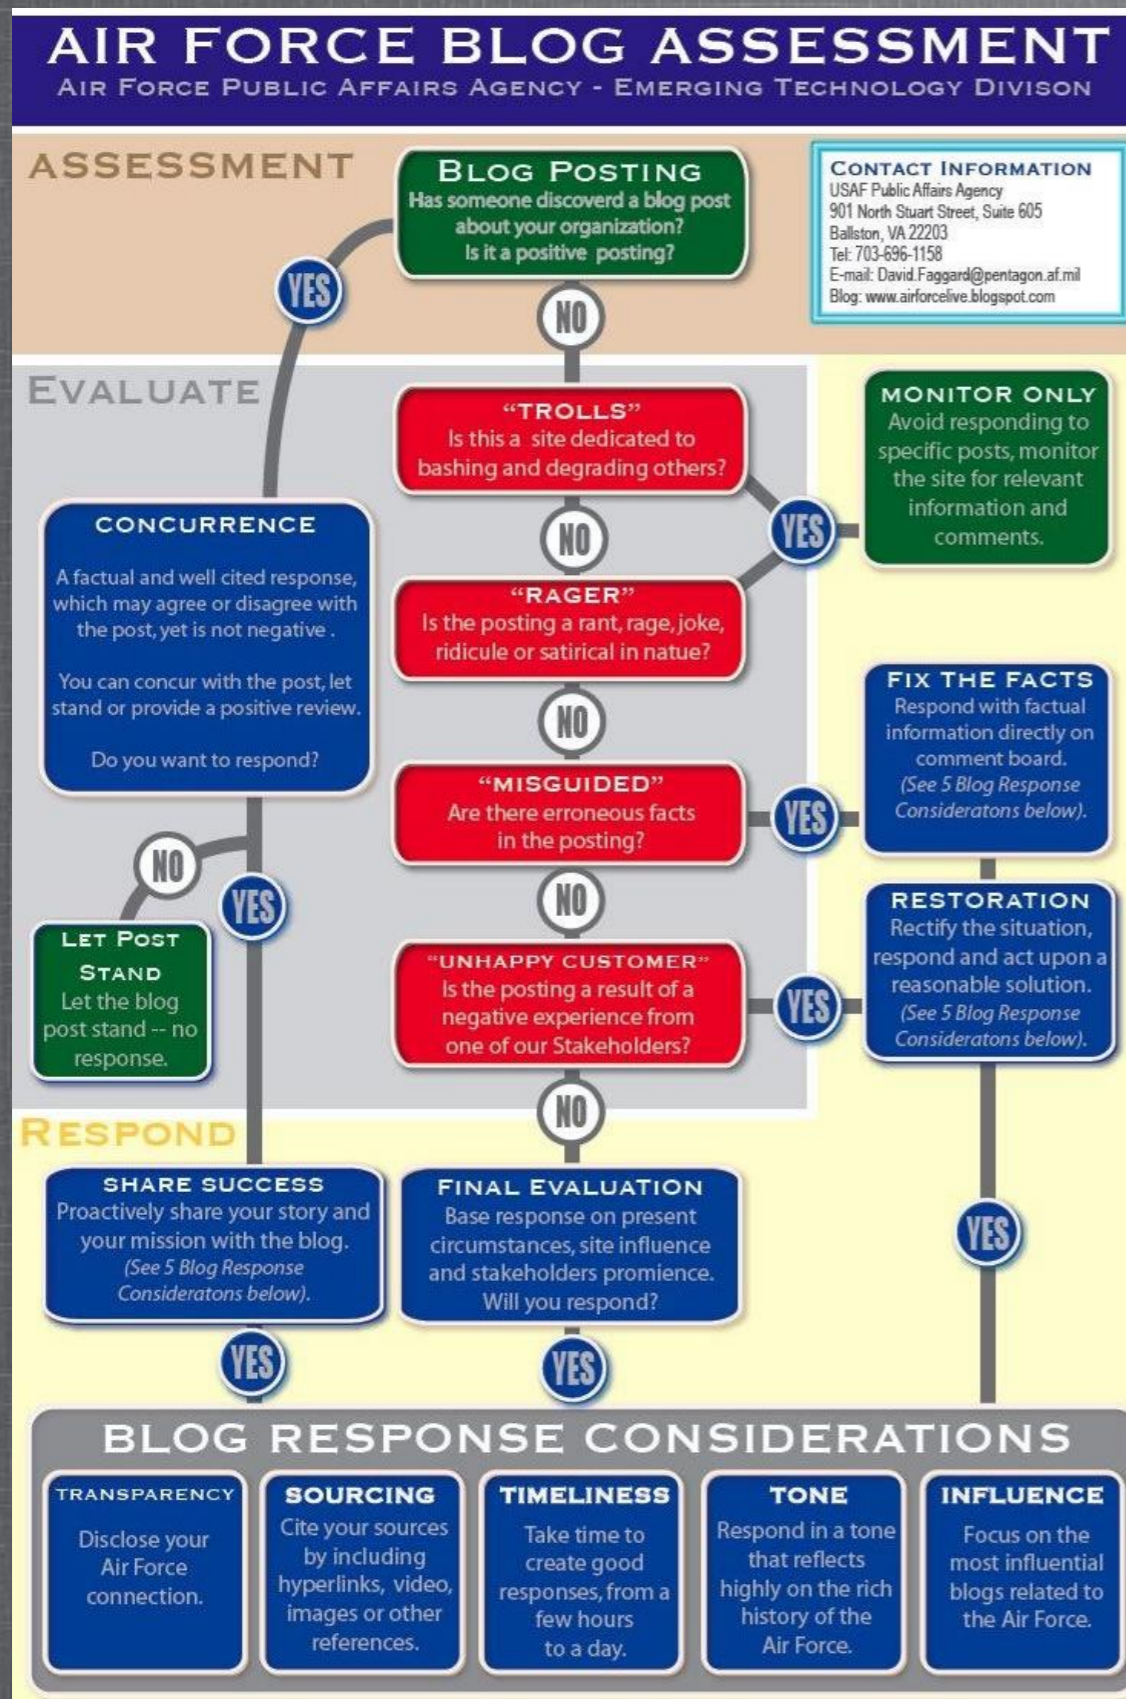 AIR FORCE BLOG ASSESSMENT
AIR FORCE PUBLIC AFFAIRS AGENCY - EMERGING TECHNOLOGY DIVISON
ASSESSMENT
BLOG POSTING
Has someone discoverd a blog post
about your organization?
Is it a positive posting?
CONTACT INFORMATION
USAF Public Affairs Agency
901 North Stuart Street, Suite 605
Ballston, VA 22203
Tel: 703-696-1158
E-mail: David.Faggard@pentagon.af.mil
Blog: www.airforcelive.blogspot.com
YES
NO
EVALUATE
"TROLLS"
Is this a site dedicated to
bashing and degrading others?
MONITOR ONLY
Avoid responding to
specific posts, monitor
the site for relevant
information and
comments.
YES
NO
CONCURRENCE
A factual and well cited response,
which may agree or disagree with
the post, yet is not negative .
You can concur with the post, let
stand or provide a positive review.
Do you want to respond?
"RAGER"
Is the posting a rant, rage, joke,
ridicule or satirical in natue?
NO
FIX THE FACTS
Respond with factual
information directly on
comment board.
(See 5 Blog Response
Consideratons below).
"MISGUIDED"
Are there erroneous facts
in the posting?
YES
NO
YES
NO
LET POST
STAND
Let the blog
post stand -- no
response.
"UNHAPPY CUSTOMER"
Is the posting a result of a
negative experience from
one of our Stakeholders?
YES
RESTORATION
Rectify the situation,
respond and act upon a
reasonable solution.
(See 5 Blog Response
Consideratons below).
NO
RESPOND
SHARE SUCCESS
Proactively share your story and
your mission with the blog.
(See 5 Blog Response
Consideratons below).
FINAL EVALUATION
Base response on present
circumstances, site influence
and stakeholders promience.
Will you respond?
YES
YES
YES
BLOG RESPONSE CONSIDERATIONS
TRANSPARENCY
Disclose your
Air Force
connection.
SOURCING
Cite your sources
by including
hyperlinks, video,
images or other
references.
TIMELINESS
Take time to
create good
responses, from a
few hours
to a day.
TONE
Respond in a tone
that reflects
highly on the rich
history of the
Air Force.
INFLUENCE
Focus on the
most influential
blogs related to
the Air Force.